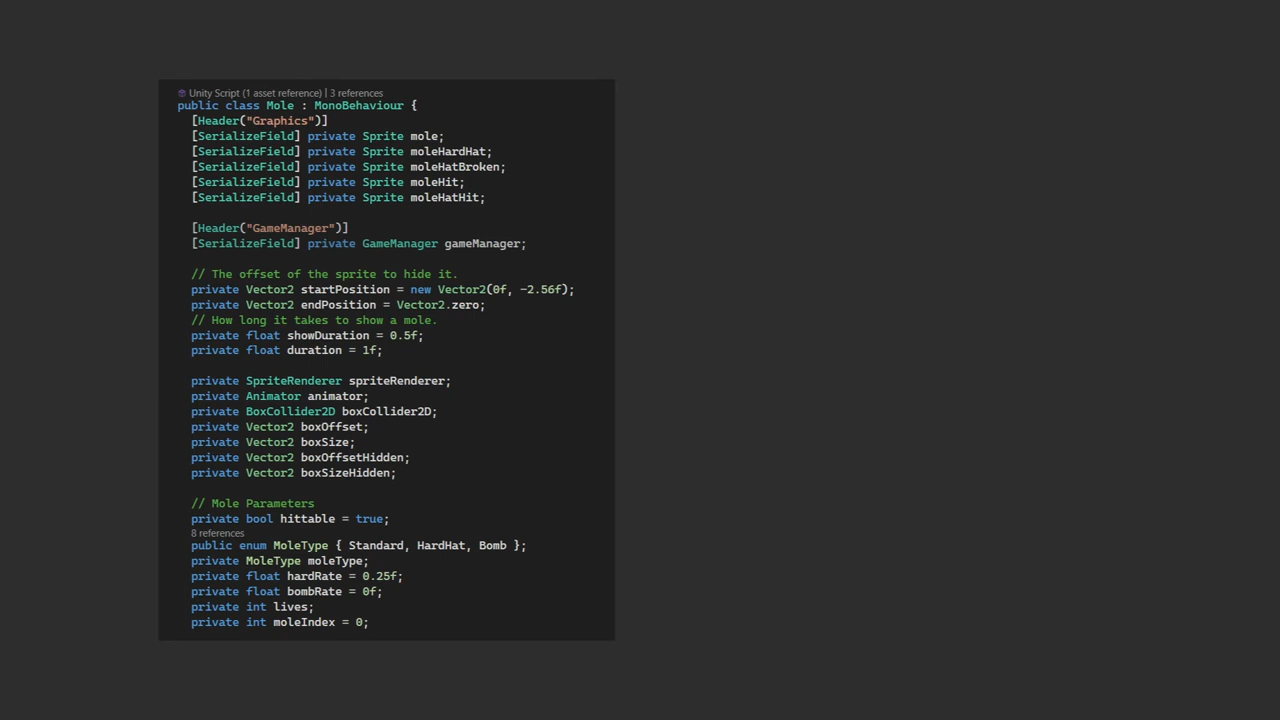 Unity Script (1 asset reference) | 3 references
public class Mole : MonoBehaviour {
[Header("Graphics")]
[SerializeField] private Sprite mole;
[SerializeField] private Sprite moleHardHat;
[SerializeField] private Sprite moleHatBroken;
[SerializeField] private Sprite moleHit;
[SerializeField] private Sprite moleHatHit;
[Header("GameManager")]
[SerializeField] private GameManager gameManager;
// The offset of the sprite to hide it.
private Vector2 startPosition = new Vector2(0f, -2.56f);
private Vector2 endPosition = Vector2.zero;
// How long it takes to show a mole.
private float showDuration = 0.5f;
private float duration = 1f;
private SpriteRenderer spriteRenderer;
private Animator animator;
private BoxCollider2D boxCollider2D;
private Vector2 boxOffset;
private Vector2 boxSize;
private Vector2 boxOffsetHidden;
private Vector2 boxSizeHidden;
// Mole Parameters
private bool hittable = true;
8 references
public enum MoleType { Standard, HardHat, Bomb };
private MoleType moleType;
private float hardRate = 0.25f;
private float bombRate = 0f;
private int lives;
private int moleIndex = 0;